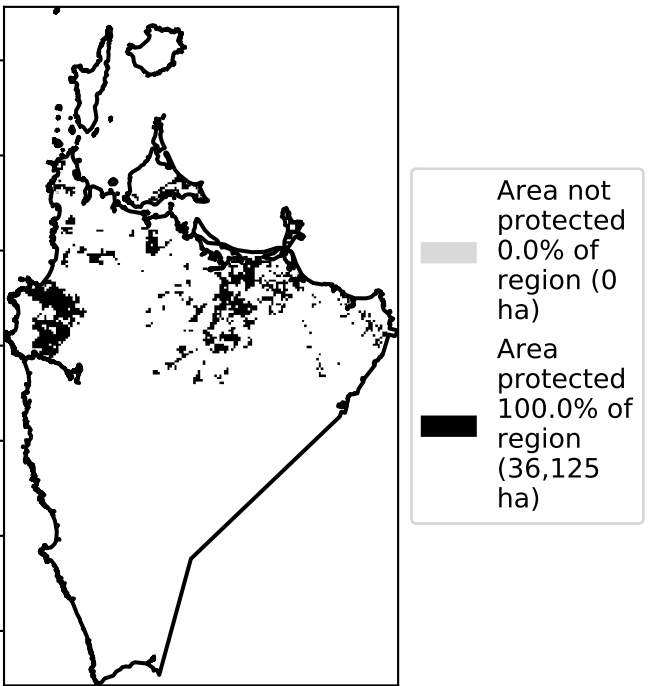 Area not
protected
0.0% of
region (0
ha)
Area
protected
100.0% of
region
(36,125
ha)